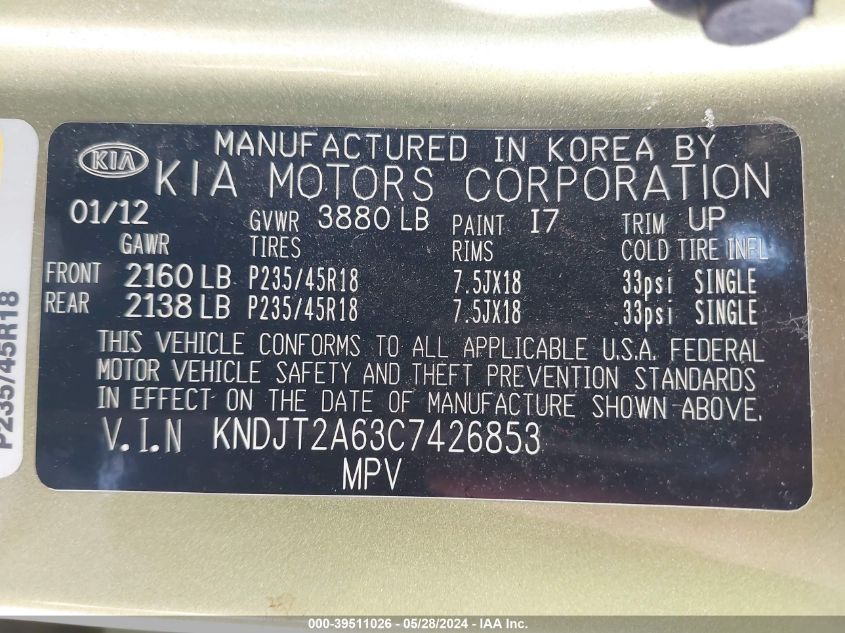 MANUFACTURED IN KOREA BY
KIA KIA MOTORS CORPORATION
01/12 GVWR 3880 LB PAINT I7 TRIM UP
GAWR TIRES RIMS COLD TIRE INFL
FRONT 2160 LB P235/45R18 7.5JX18 33psi SINGLE
REAR 2138 LB P235/45R18 7.5JX18 33psi SINGLE
THIS VEHICLE CONFORMS TO ALL APPLICABLE U.S.A. FEDERAL
MOTOR VEHICLE SAFETY AND THEFT PREVENTION STANDARDS
IN EFFECT ON THE DATE OF MANUFACTURE SHOWN ABOVE.
V.I.N KNDJT2A63C7426853
MPV
P235/45R18
000--39511026 - 05/28/2024 - IAA Inc.